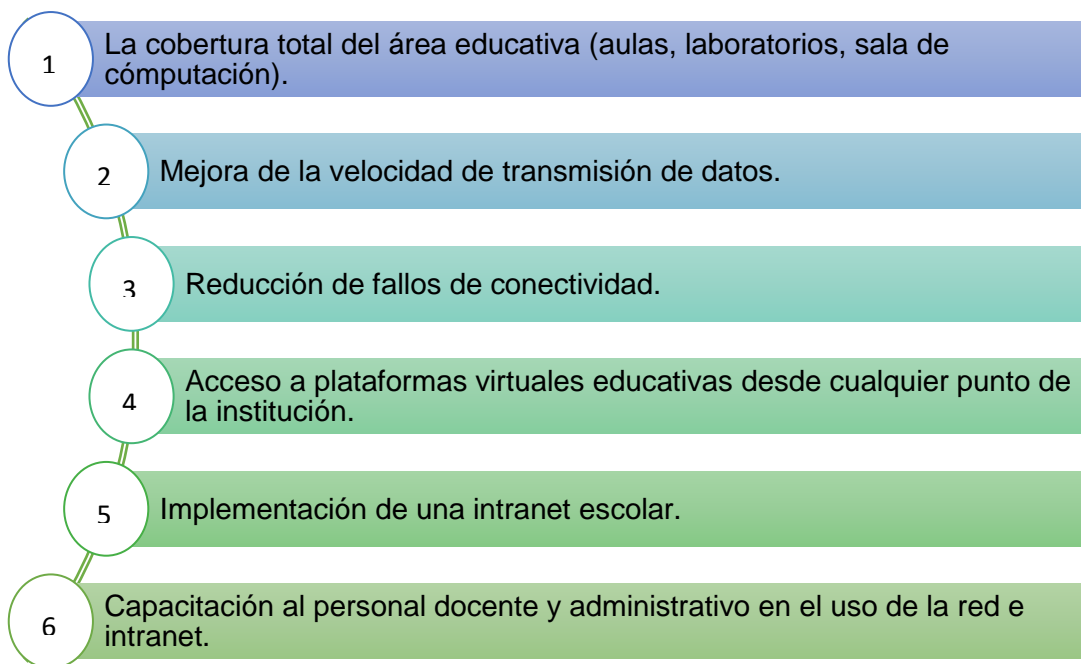 1
La cobertura total del área educativa (aulas, laboratorios, sala de
cómputación).
2
Mejora de la velocidad de transmisión de datos.
3
Reducción de fallos de conectividad.
4
Acceso a plataformas virtuales educativas desde cualquier punto de
la institución.
5
Implementación de una intranet escolar.
6
Capacitación al personal docente y administrativo en el uso de la red e
intranet.